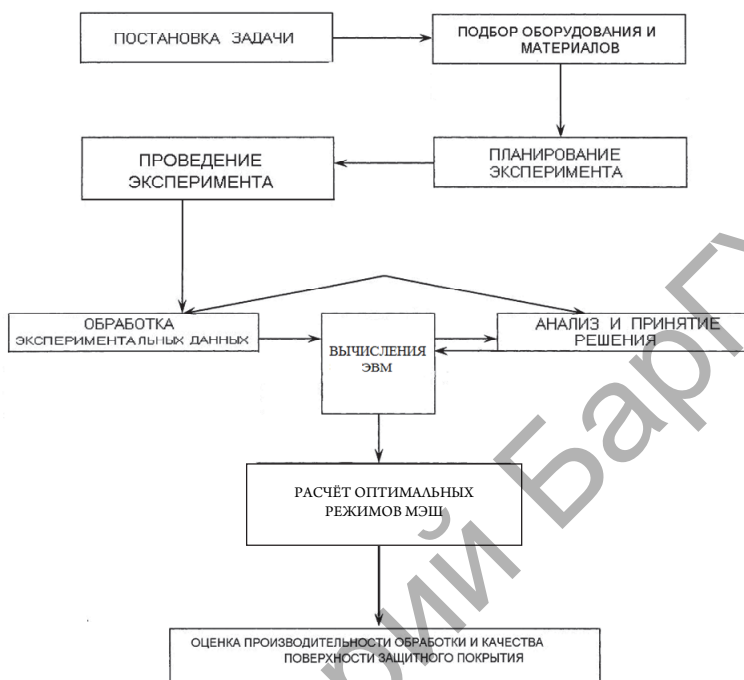 ПОСТАНОВКА ЗАДАЧИ
ПОДБОР ОБОРУДОВАНИЯ И
МАТЕРИАЛОВ
ПРОВЕДЕНИЕ
ЭКСПЕРИМЕНТА
ПЛАНИРОВАНИЕ
ЭКСПЕРИМЕНТА
ОБРАБОТКА
ЭКСПЕРИМЕНТАЛЬНЫХ ДАННЫХ
ВЫЧИСЛЕНИЯ
ЭВМ
АНАЛИЗ И ПРИНЯТИЕ
РЕШЕНИЯ
РАСЧЁТ ОПТИМАЛЬНЫХ
РЕЖИМОВ МЭШ
ОЦЕНКА ПРОИЗВОДИТЕЛЬНОСТИ ОБРАБОТКИ И КАЧЕСТВА
ПОВЕРХНОСТИ ЗАЩИТНОГО ПОКРЫТИЯ